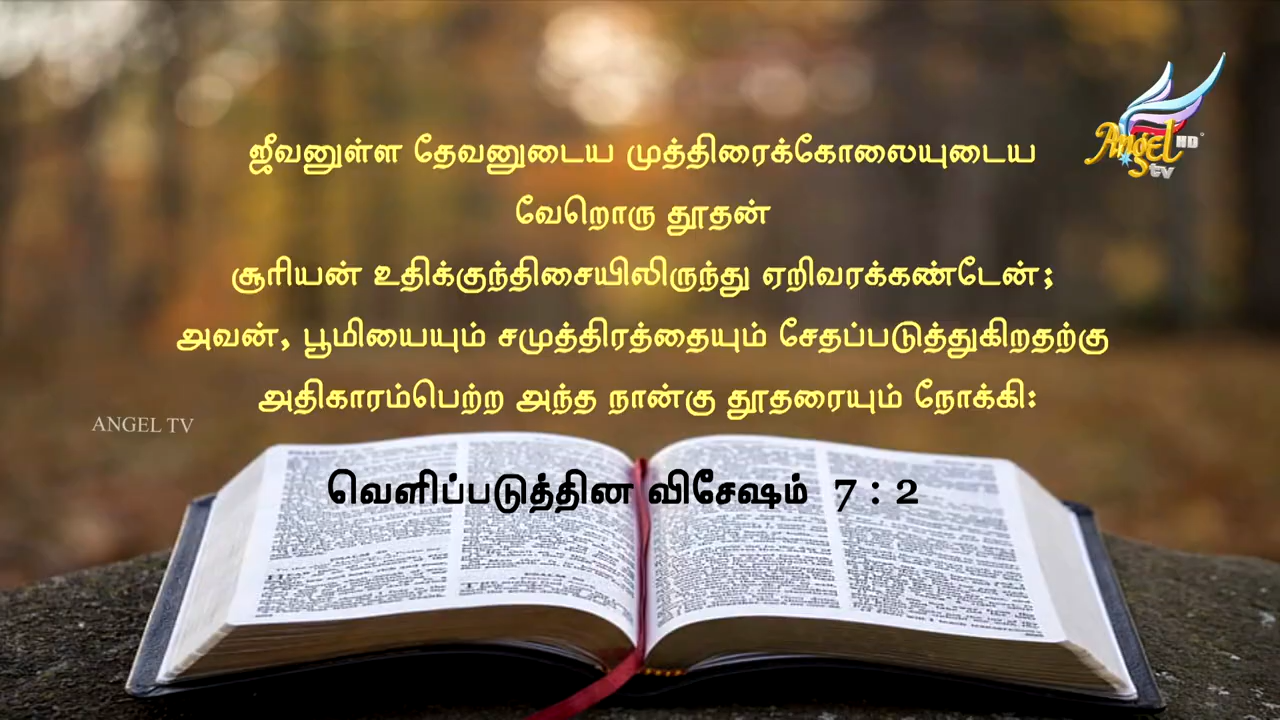 ஜீவனுள்ள தேவனுடைய முத்திரைக்கோலையுடைய
வேறொரு தூதன்
சூரியன் உதிக்குந்திசையிலிருந்து ஏறிவரக்கண்டேன்;
அவன், பூமியையும் சமுத்திரத்தையும் சேதப்படுத்துகிறதற்கு
அதிகாரம்பெற்ற அந்த நான்கு தூதரையும் நோக்கி:
வெளிப்படுத்தின விசேஷம் 7 : 2
Angel HD
tv
ANGEL TV